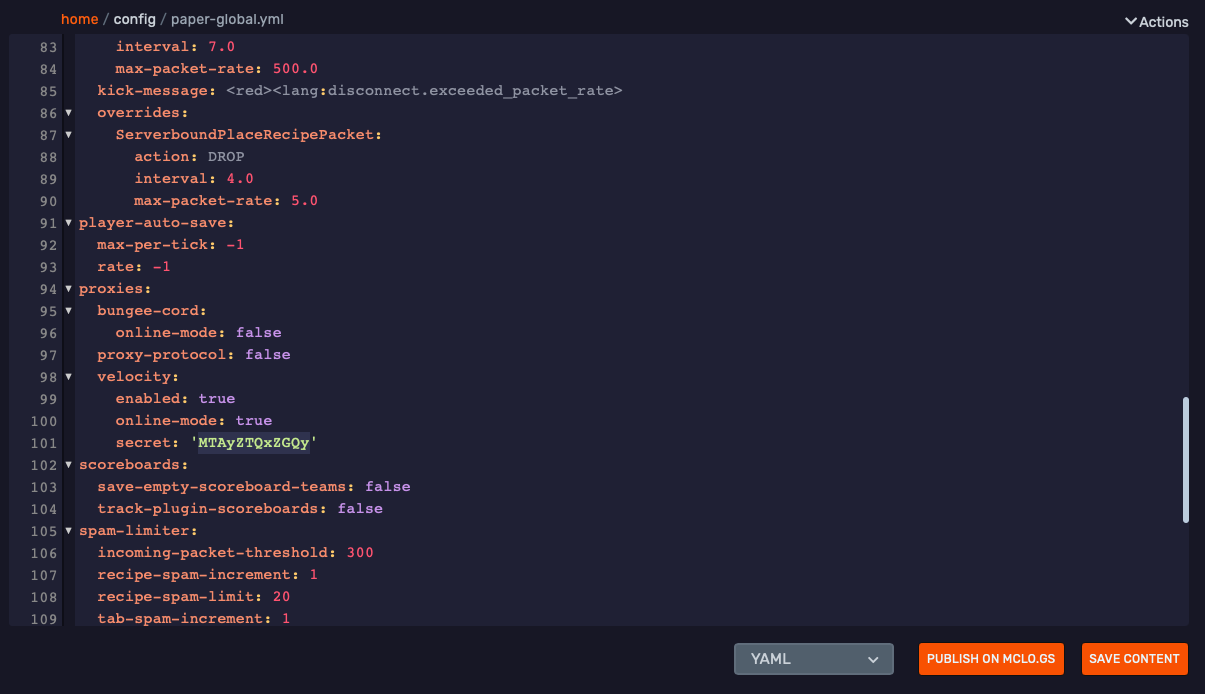 home / config / paper-global.yml
Actions
83 interval: 7.0
84 max-packet-rate: 500.0
85 kick-message: <red><lang:disconnect.exceeded_packet_rate>
86 overrides:
87 ServerboundPlaceRecipePacket:
88 action: DROP
89 interval: 4.0
90 max-packet-rate: 5.0
91 player-auto-save:
92 max-per-tick: -1
93 rate: -1
94 proxies:
95 bungee-cord:
96 online-mode: false
97 proxy-protocol: false
98 velocity:
99 enabled: true
100 online-mode: true
101 secret: 'MTAyZTQxZGQy'
102 scoreboards:
103 save-empty-scoreboard-teams: false
104 track-plugin-scoreboards: false
105 spam-limiter:
106 incoming-packet-threshold: 300
107 recipe-spam-increment: 1
108 recipe-spam-limit: 20
109 tab-spam-increment: 1
YAML
PUBLISH ON MCLO.GS
SAVE CONTENT